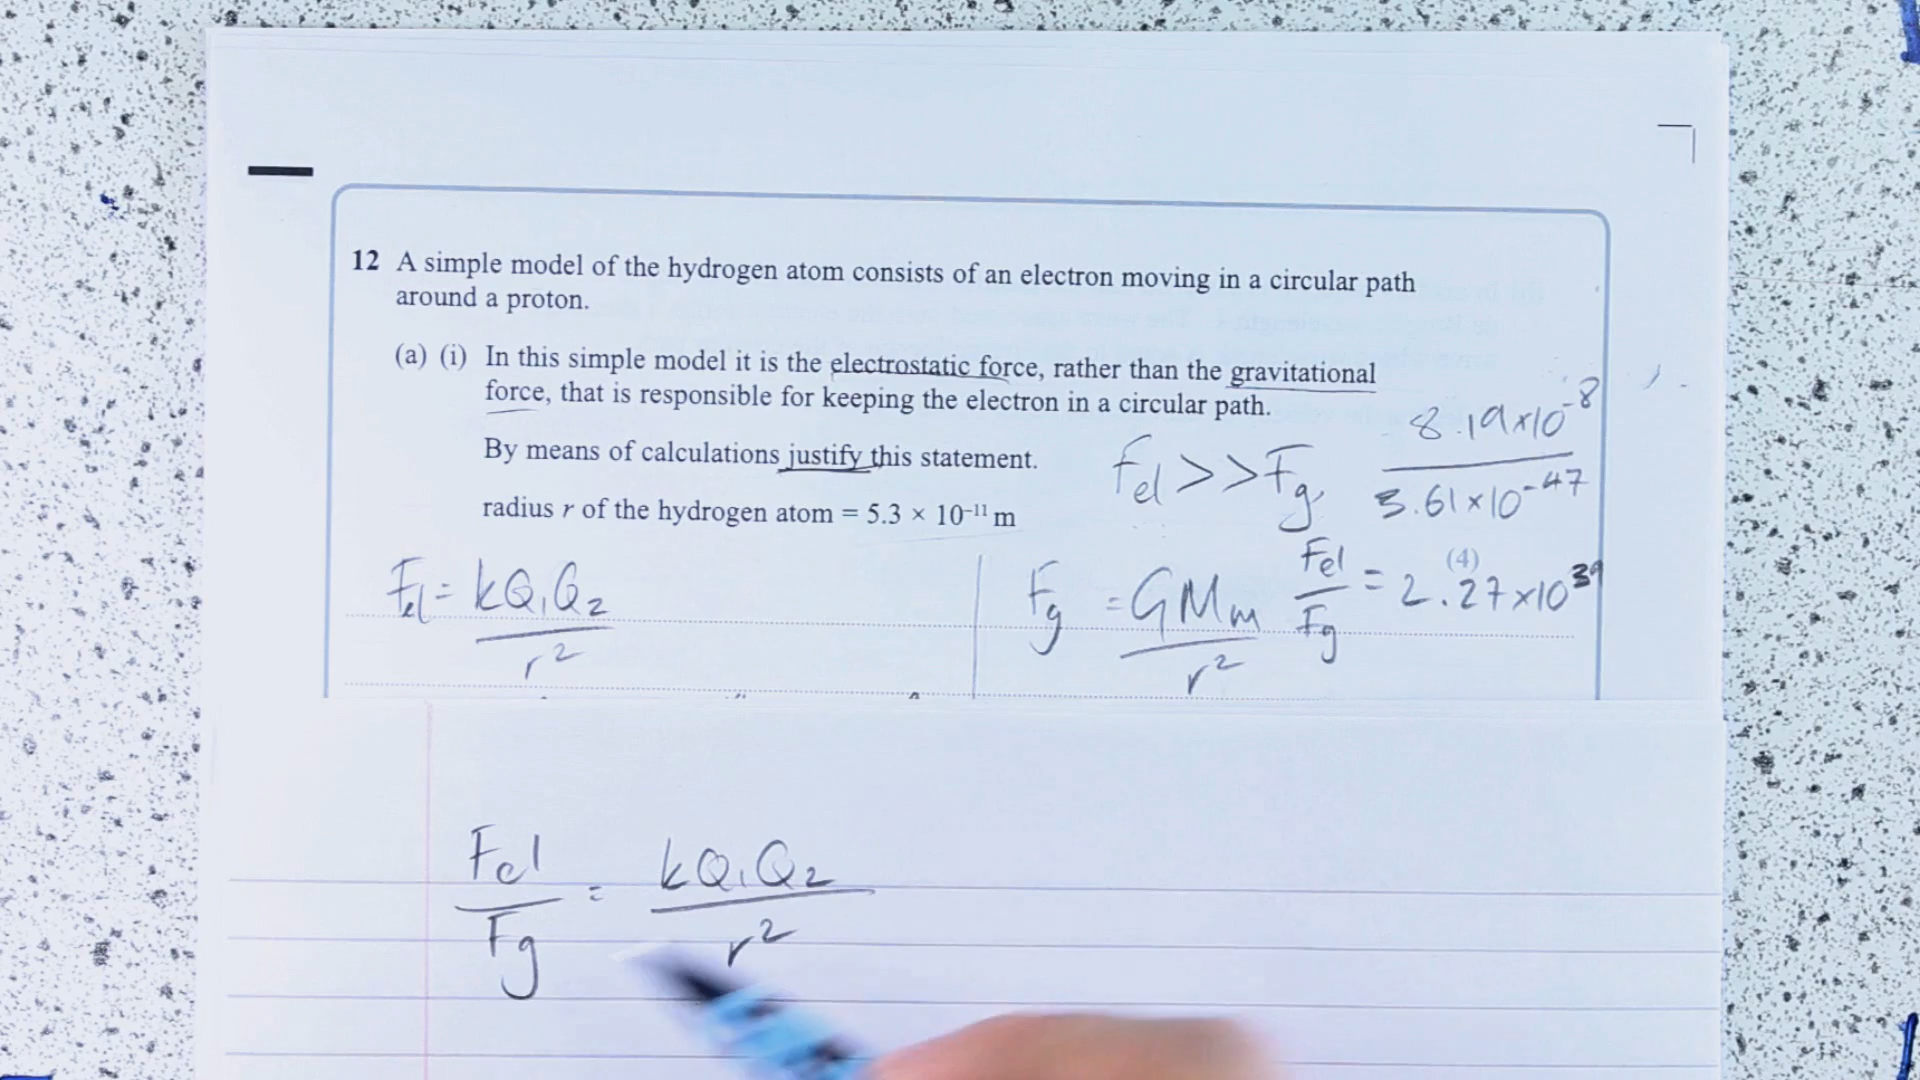 12 A simple model of the hydrogen atom consists of an electron moving in a circular path
around a proton.
(a) (i) In this simple model it is the electrostatic force, rather than the gravitational
force, that is responsible for keeping the electron in a circular path.
By means of calculations justify this statement.
radius r of the hydrogen atom = 5.3 × 10⁻¹¹ m
Fel >> Fg
8.19×10⁻⁸
3.61×10⁻⁴⁷
(4)
Fel = kQ₁Q₂
r²
Fg = GMm
r²
Fel
Fg
= 2.27×10³⁹
Fel
Fg
= kQ₁Q₂
r²